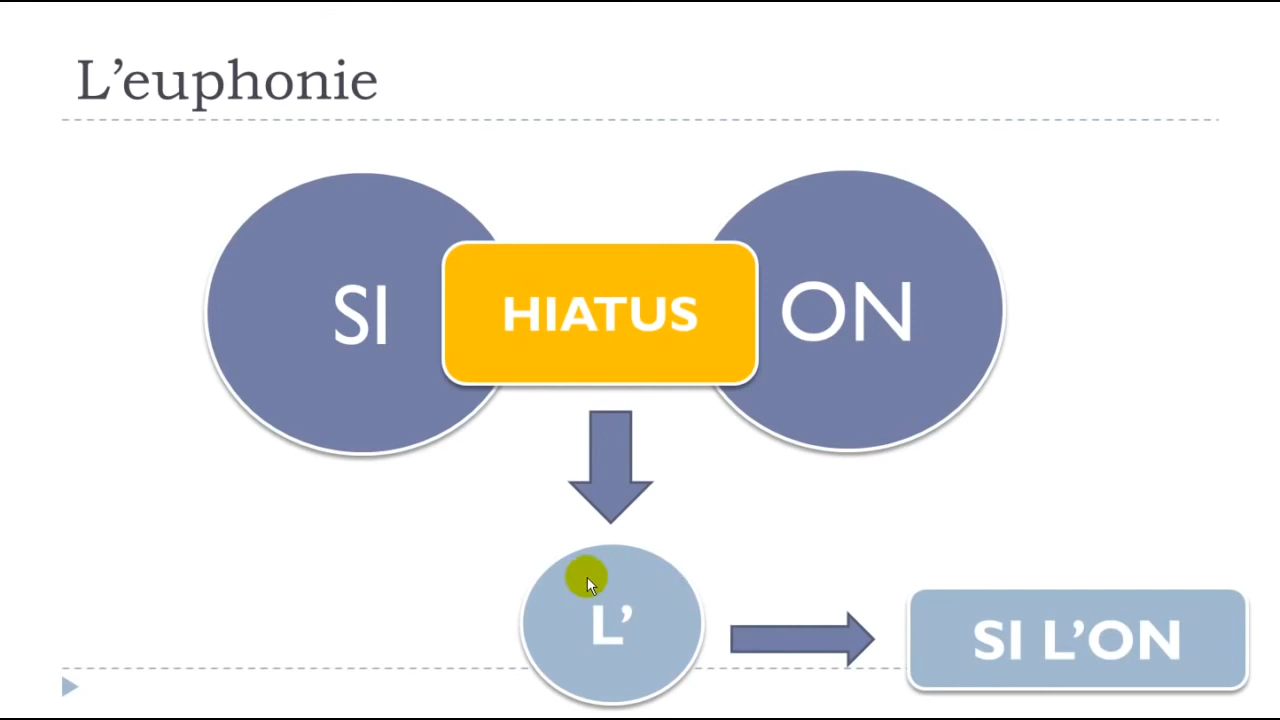 L’euphonie
SI
HIATUS
ON
L’
SI L’ON